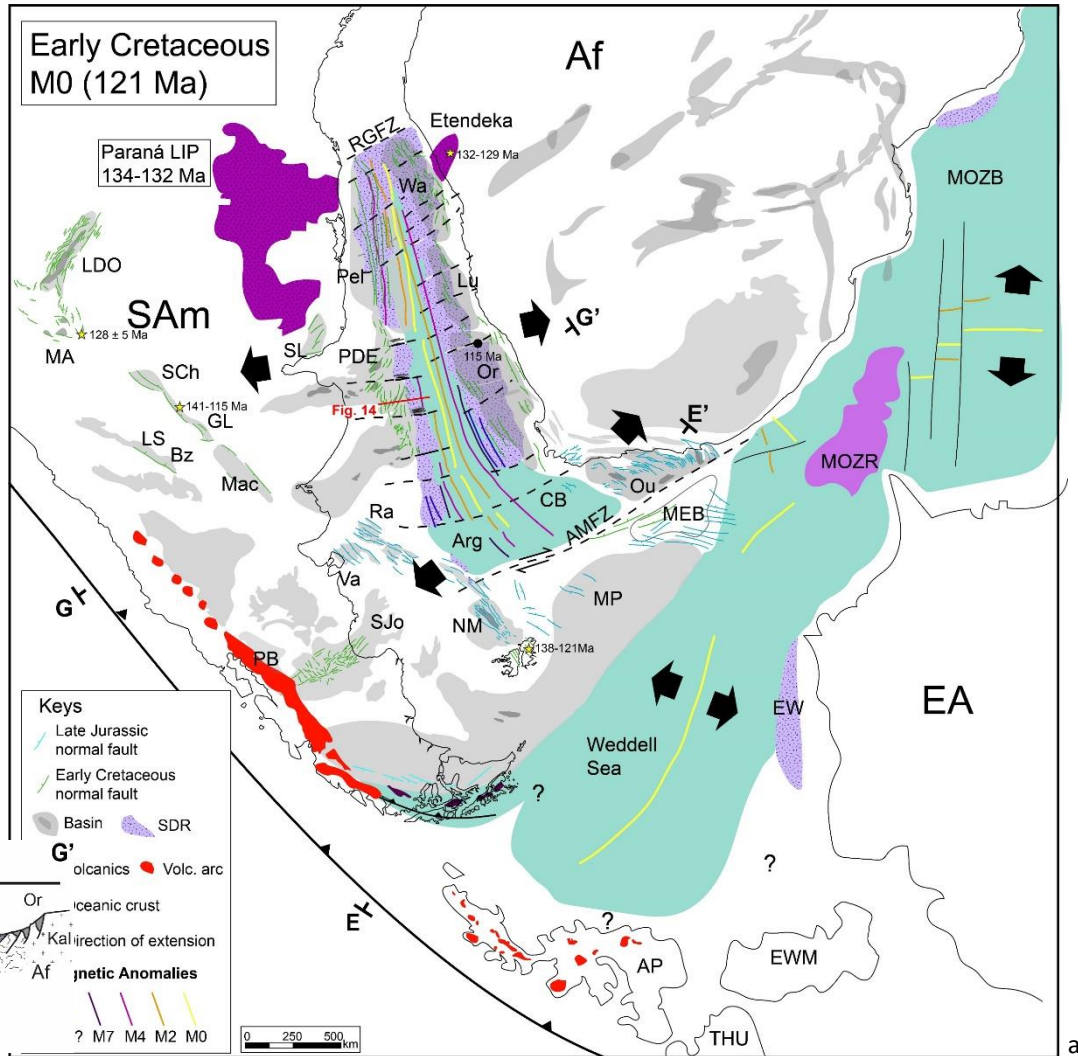 Early Cretaceous
M0 (121 Ma)
Af
Paraná LIP
134-132 Ma
RGFZ
Etendeka
132-129 Ma
Wa
MOZB
LDO
Pel
Lu
SAm
G'
128 ± 5 Ma
MA
SL
PDE
115 Ma
Or
SCh
Fig. 14
E'
141-115 Ma
GL
LS
Bz
MOZR
Mac
Ou
CB
MEB
Ra
AMFZ
Arg
Va
MP
G
SJo
NM
138-121Ma
PB
EW
EA
Weddell
Sea
?
?
?
E
AP
EWM
THU
Keys
Late Jurassic
normal fault
Early Cretaceous
normal fault
Basin SDR
G'
olcanics Volc. arc
Or
ceanic crust
Kal irection of extension
Af
gnetic Anomalies
? M7 M4 M2 M0
0 250 500
km
a